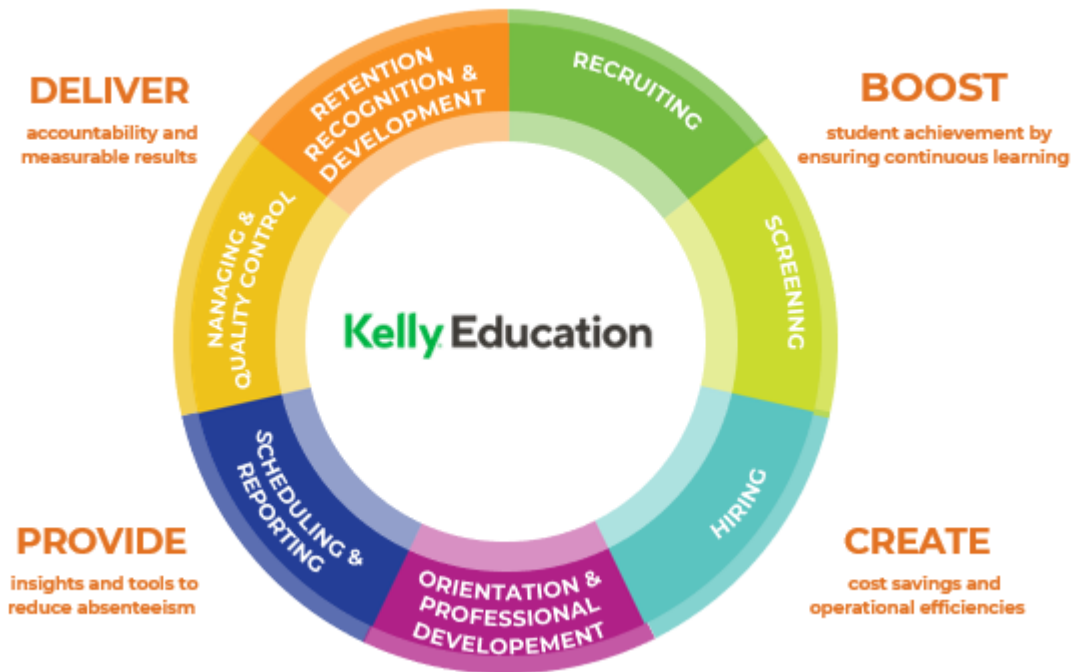 DELIVER
accountability and
measurable results
BOOST
student achievement by
ensuring continuous learning
RECRUITING
SCREENING
HIRING
ORIENTATION &
PROFESSIONAL
DEVELOPEMENT
SCHEDULING &
REPORTING
NANAGING &
QUALITY CONTROL
RETENTION
RECOGNITION &
DEVELOPMENT
Kelly Education
PROVIDE
insights and tools to
reduce absenteeism
CREATE
cost savings and
operational efficiencies